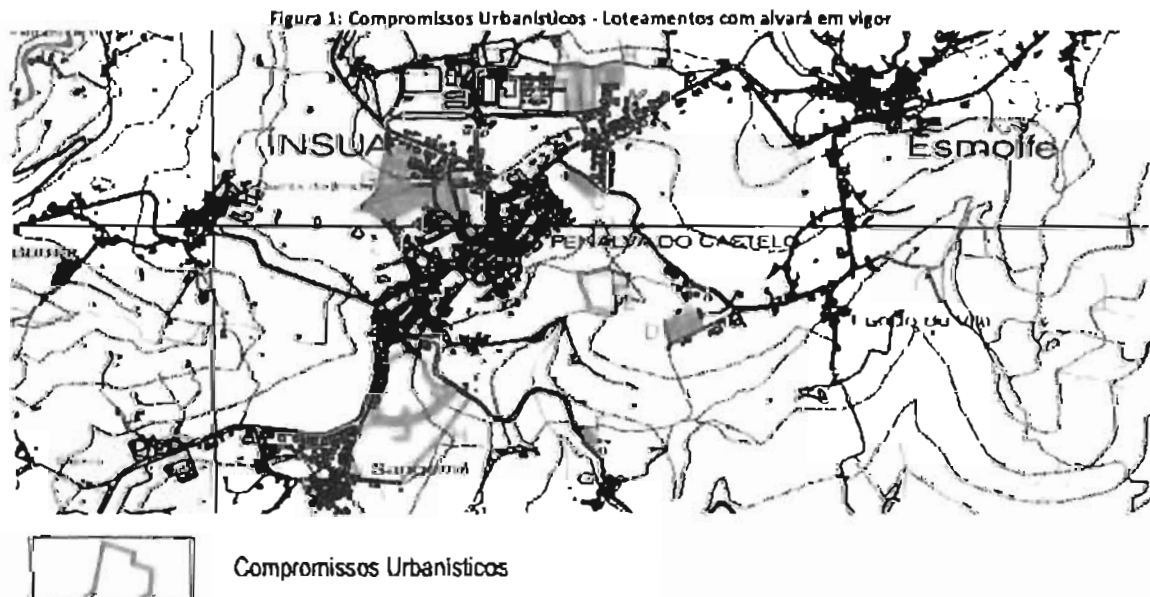 Figura 1: Compromissos Urbanísticos - Loteamentos com alvará em vigor
INSUA
Esmolfe
PENALVA DO CASTELO
Compromissos Urbanísticos